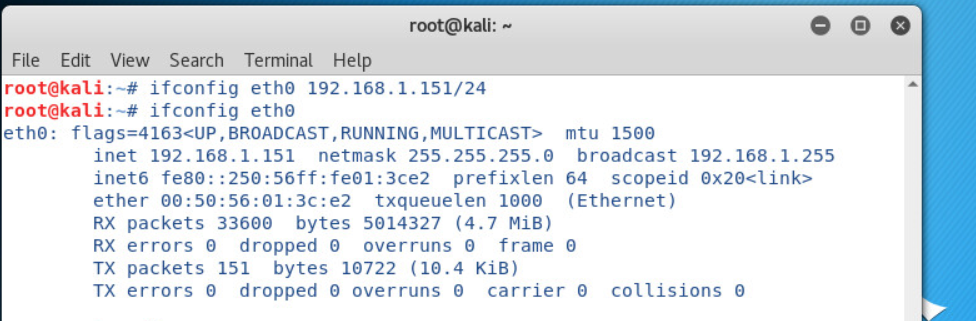 root@kali: ~
File Edit View Search Terminal Help
root@kali:~# ifconfig eth0 192.168.1.151/24
root@kali:~# ifconfig eth0
eth0: flags=4163<UP,BROADCAST,RUNNING,MULTICAST>  mtu 1500
        inet 192.168.1.151  netmask 255.255.255.0  broadcast 192.168.1.255
        inet6 fe80::250:56ff:fe01:3ce2  prefixlen 64  scopeid 0x20<link>
        ether 00:50:56:01:3c:e2  txqueuelen 1000  (Ethernet)
        RX packets 33600  bytes 5014327 (4.7 MiB)
        RX errors 0  dropped 0  overruns 0  frame 0
        TX packets 151  bytes 10722 (10.4 KiB)
        TX errors 0  dropped 0 overruns 0  carrier 0  collisions 0